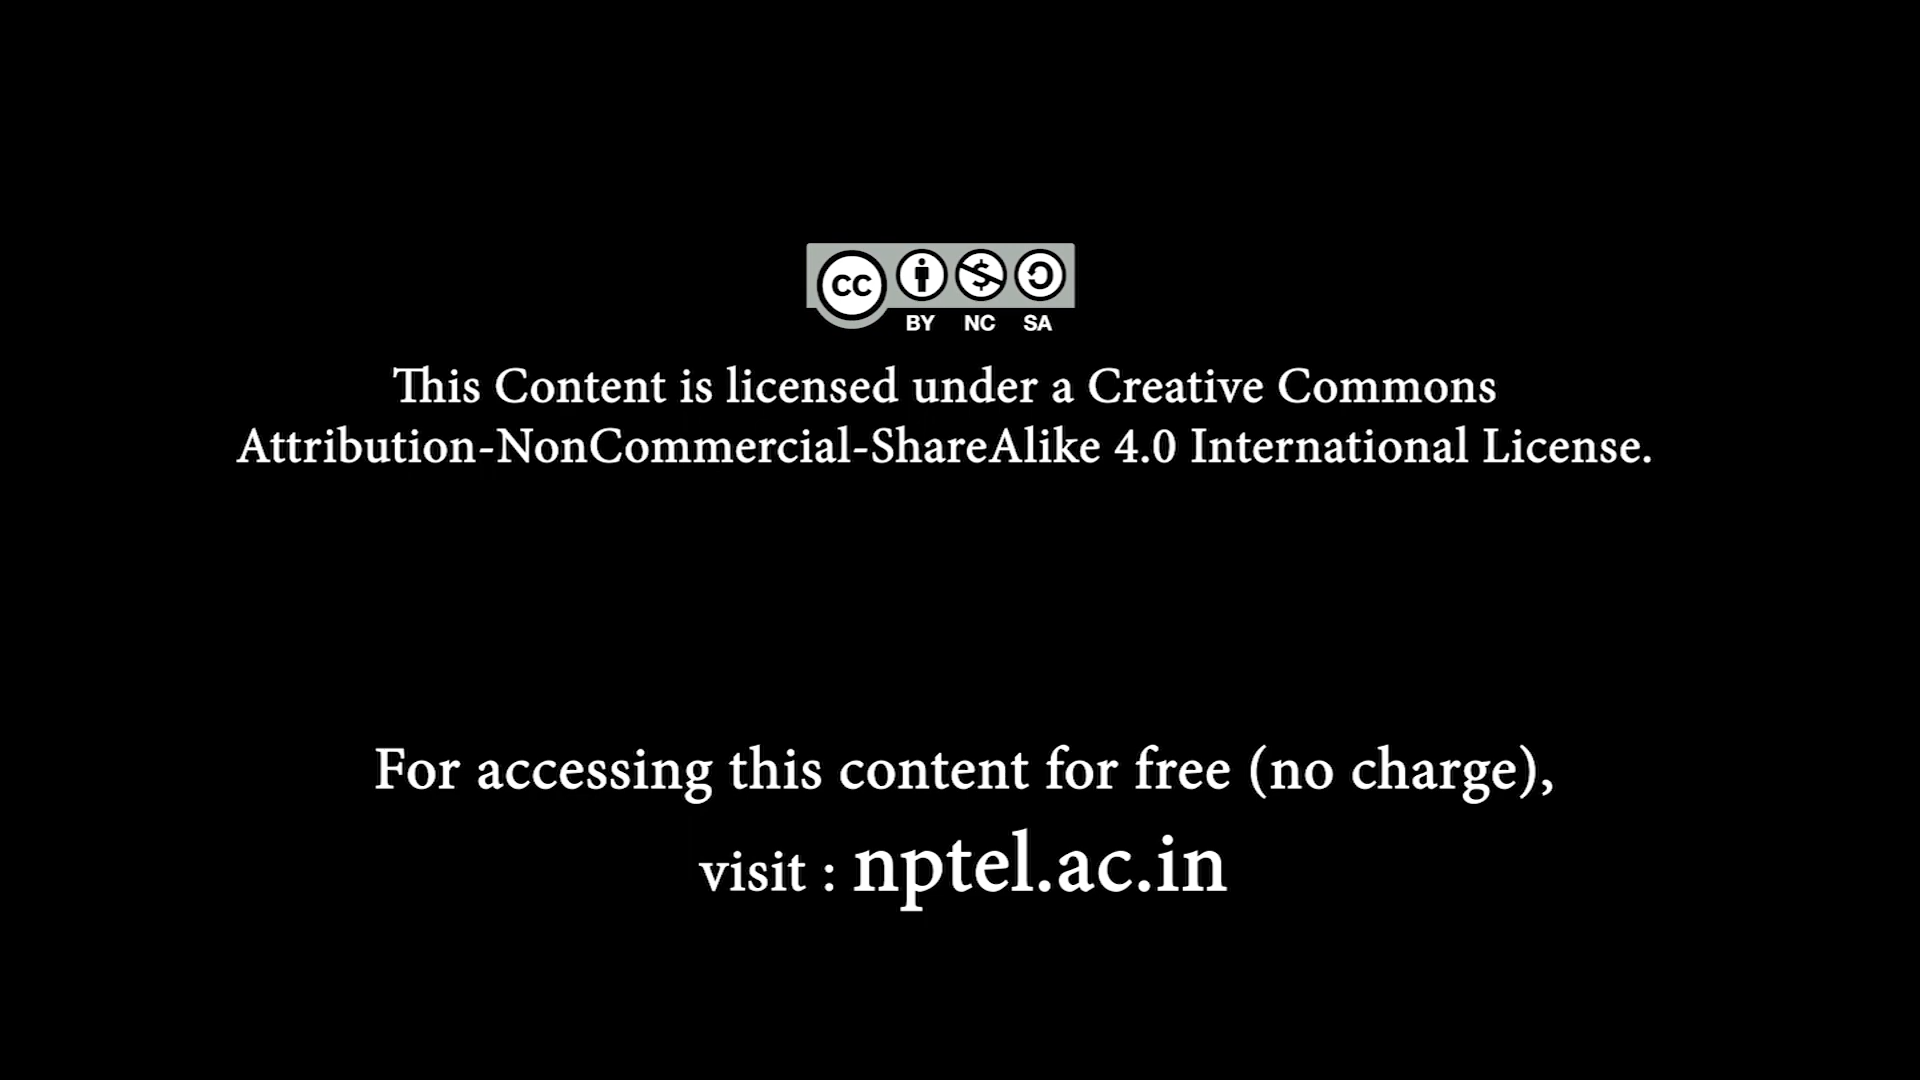 CC BY NC SA
This Content is licensed under a Creative Commons
Attribution-NonCommercial-ShareAlike 4.0 International License.
For accessing this content for free (no charge),
visit : nptel.ac.in